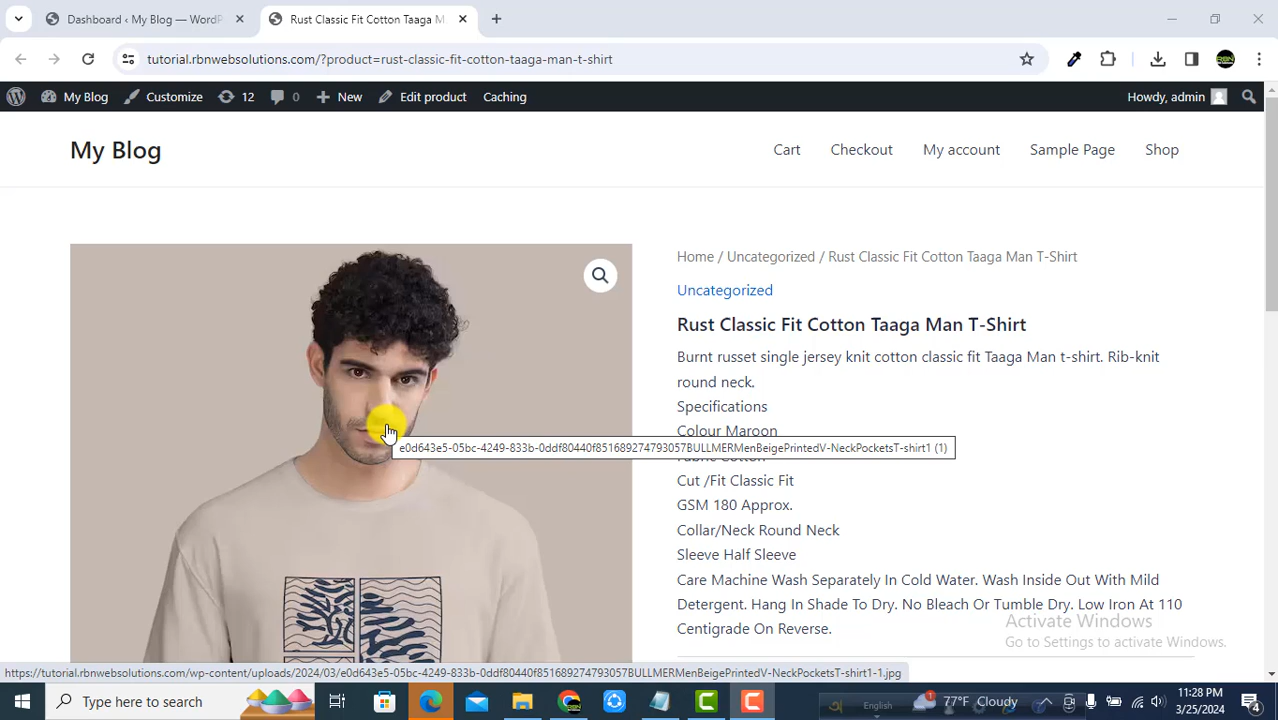 Dashboard ‹ My Blog — WordP
Rust Classic Fit Cotton Taaga M
tutorial.rbnwebsolutions.com/?product=rust-classic-fit-cotton-taaga-man-t-shirt
My Blog
Customize
12
0
New
Edit product
Caching
Howdy, admin
My Blog
Cart
Checkout
My account
Sample Page
Shop
Home / Uncategorized / Rust Classic Fit Cotton Taaga Man T-Shirt
Uncategorized
Rust Classic Fit Cotton Taaga Man T-Shirt
Burnt russet single jersey knit cotton classic fit Taaga Man t-shirt. Rib-knit
round neck.
Specifications
Colour Maroon
e0d643e5-05bc-4249-833b-0ddf80440f851689274793057BULLMERMenBeigePrintedV-NeckPocketsT-shirt1 (1)
Cut /Fit Classic Fit
GSM 180 Approx.
Collar/Neck Round Neck
Sleeve Half Sleeve
Care Machine Wash Separately In Cold Water. Wash Inside Out With Mild
Detergent. Hang In Shade To Dry. No Bleach Or Tumble Dry. Low Iron At 110
Centigrade On Reverse.
Activate Windows
Go to Settings to activate Windows.
https://tutorial.rbnwebsolutions.com/wp-content/uploads/2024/03/e0d643e5-05bc-4249-833b-0ddf80440f851689274793057BULLMERMenBeigePrintedV-NeckPocketsT-shirt1-1.jpg
Type here to search
1
77°F Cloudy
English
11:28 PM
3/25/2024
4